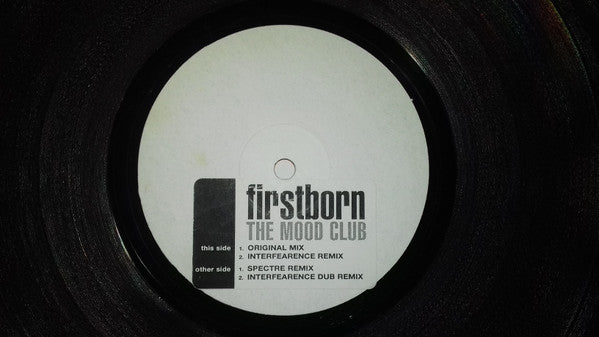 firstborn
THE MOOD CLUB
this side 1. ORIGINAL MIX
2. INTERFEARENCE REMIX
other side 1. SPECTRE REMIX
2. INTERFEARENCE DUB REMIX